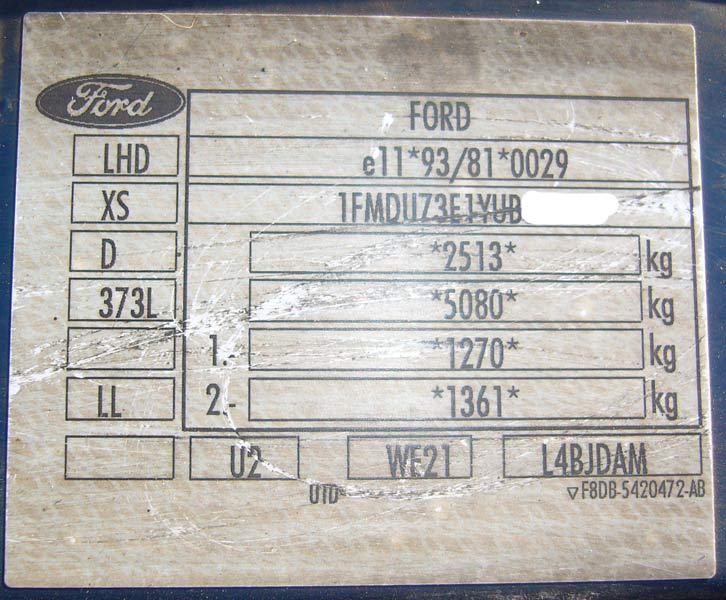 Ford
FORD
LHD
e11*93/81*0029
XS
1FMDUZ3E1YUB
D
*2513* kg
373L
*5080* kg
1.- *1270* kg
LL
2.- *1361* kg
U2
WE21
L4BJDAM
UTD
▽F8DB-5420472-AB